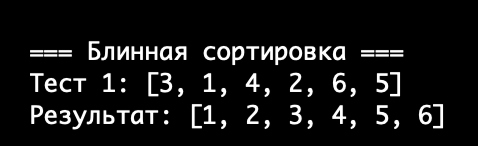 === Блинная сортировка ===
Тест 1: [3, 1, 4, 2, 6, 5]
Результат: [1, 2, 3, 4, 5, 6]